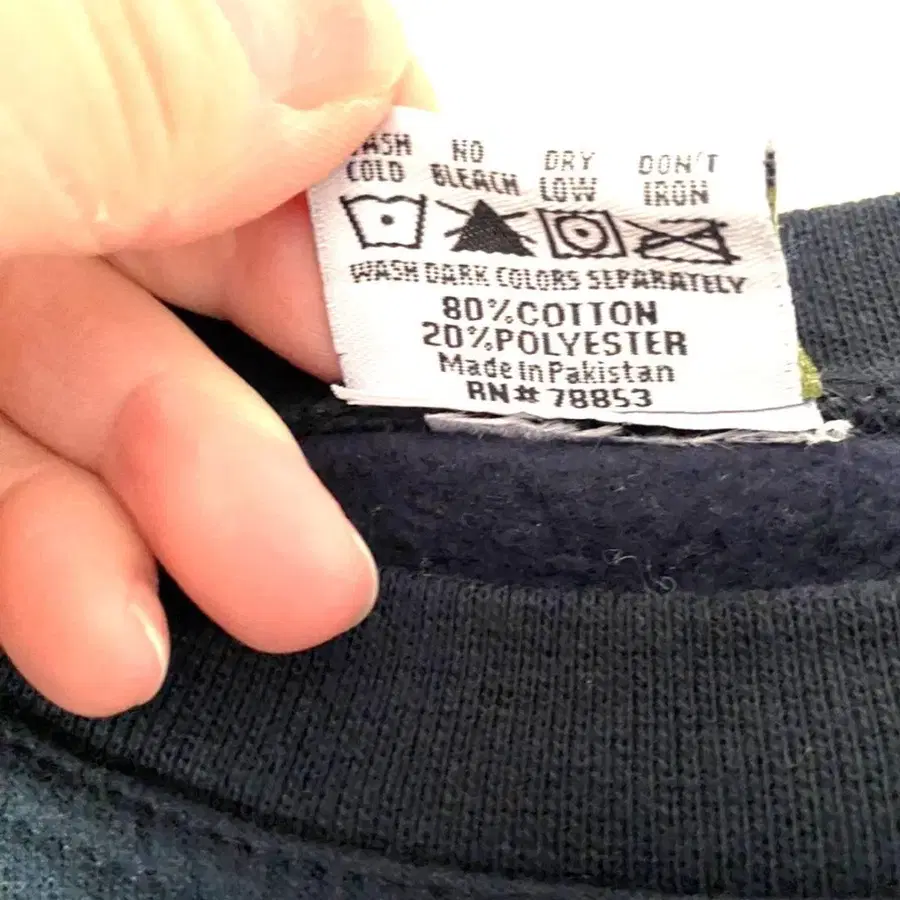 WASH COLD NO BLEACH DRY LOW DON'T IRON
WASH DARK COLORS SEPARATELY
80%COTTON
20%POLYESTER
Made in Pakistan
RN# 78853